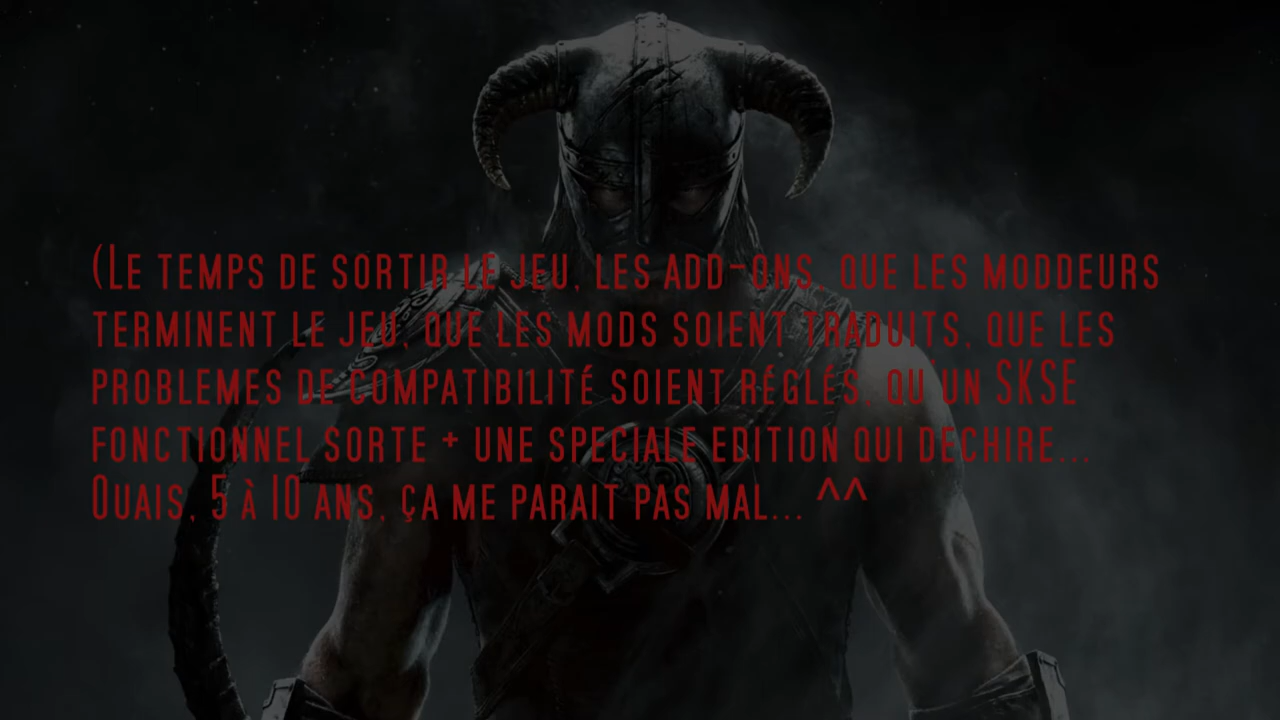 (Le temps de sortir le jeu, les add-ons, que les moddeurs
terminent le jeu, que les mods soient traduits, que les
problemes de compatibilité soient réglés, qu un SKSE
fonctionnel sorte + une speciale edition qui dechire...
Ouais, 5 à 10 ans, ça me parait pas mal... ^^